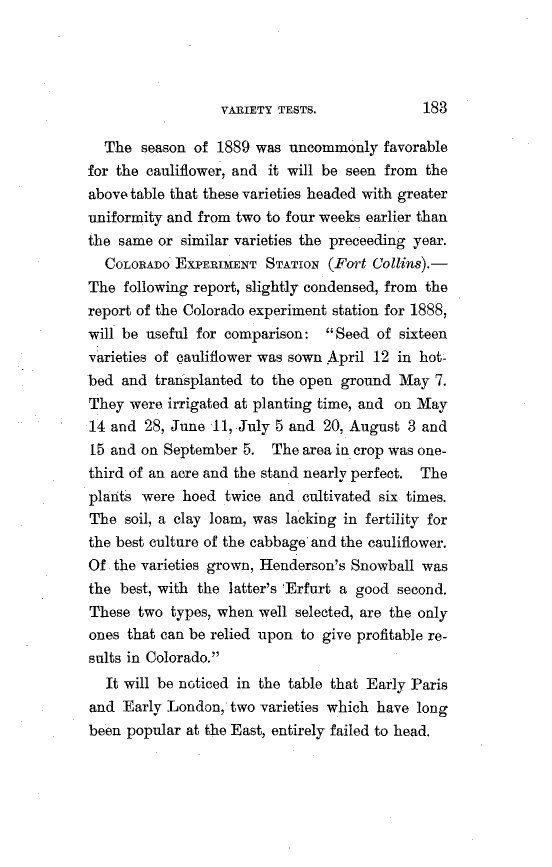 VARIETY TESTS. 183
The season of 1889 was uncommonly favorable
for the cauliflower, and it will be seen from the
above table that these varieties headed with greater
uniformity and from two to four weeks earlier than
the same or similar varieties the preceeding year.
COLORADO EXPERIMENT STATION (Fort Collins).—
The following report, slightly condensed, from the
report of the Colorado experiment station for 1888,
will be useful for comparison: "Seed of sixteen
varieties of cauliflower was sown April 12 in hot-
bed and transplanted to the open ground May 7.
They were irrigated at planting time, and on May
14 and 28, June 11, July 5 and 20, August 3 and
15 and on September 5. The area in crop was one-
third of an acre and the stand nearly perfect. The
plants were hoed twice and cultivated six times.
The soil, a clay loam, was lacking in fertility for
the best culture of the cabbage and the cauliflower.
Of the varieties grown, Henderson's Snowball was
the best, with the latter's Erfurt a good second.
These two types, when well selected, are the only
ones that can be relied upon to give profitable re-
sults in Colorado."
It will be noticed in the table that Early Paris
and Early London, two varieties which have long
been popular at the East, entirely failed to head.